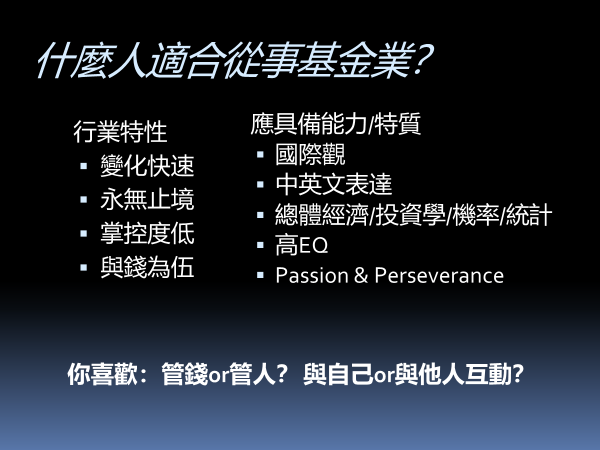 什麼人適合從事基金業?
行業特性
▪ 變化快速
▪ 永無止境
▪ 掌控度低
▪ 與錢為伍
應具備能力/特質
▪ 國際觀
▪ 中英文表達
▪ 總體經濟/投資學/機率/統計
▪ 高EQ
▪ Passion & Perseverance
你喜歡：管錢or管人? 與自己or與他人互動?